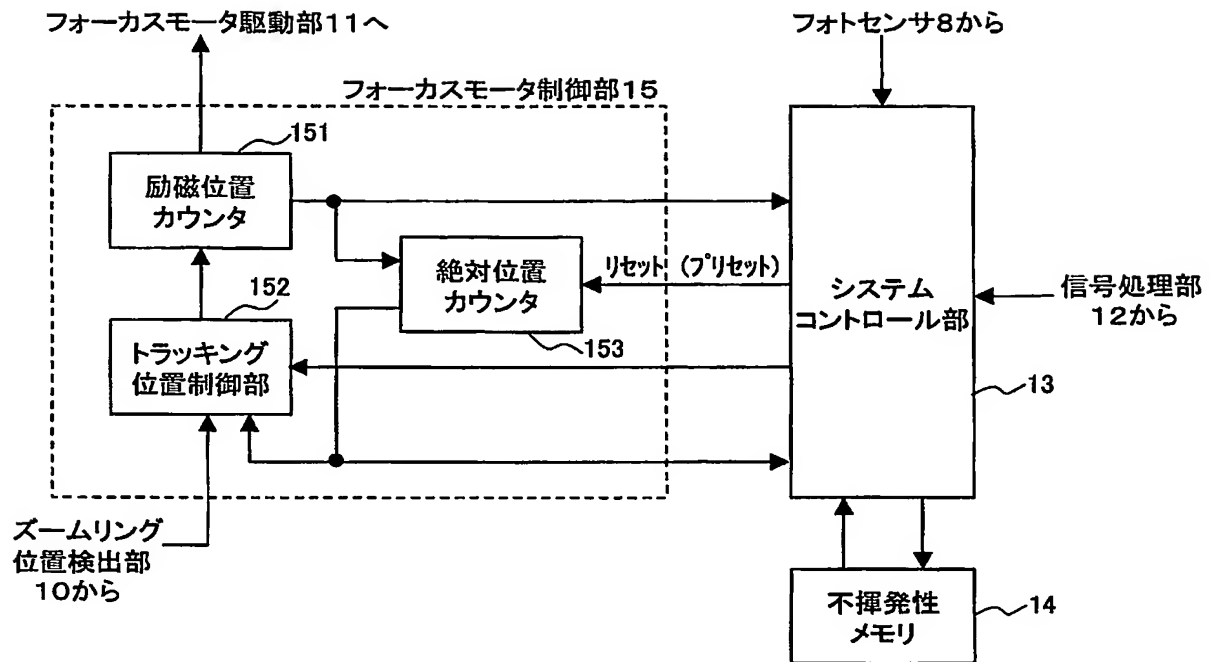 フォーカスモータ駆動部11へ
フォトセンサ8から
フォーカスモータ制御部15
151
励磁位置
カウンタ
絶対位置
カウンタ
153
リセット (プリセット)
システム
コントロール部
13
信号処理部
12から
152
トラッキング
位置制御部
ズームリング
位置検出部
10から
不揮発性
メモリ
14